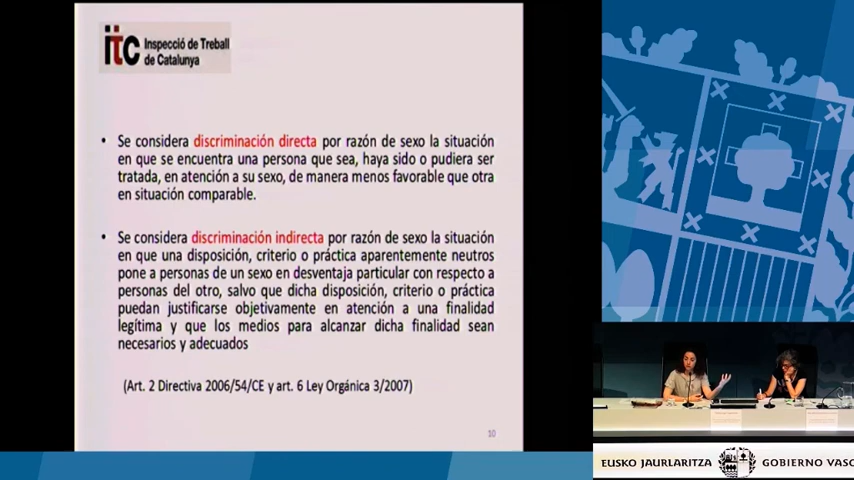 itc Inspecció de Treball
de Catalunya
• Se considera discriminación directa por razón de sexo la situación
en que se encuentra una persona que sea, haya sido o pudiera ser
tratada, en atención a su sexo, de manera menos favorable que otra
en situación comparable.
• Se considera discriminación indirecta por razón de sexo la situación
en que una disposición, criterio o práctica aparentemente neutros
pone a personas de un sexo en desventaja particular con respecto a
personas del otro, salvo que dicha disposición, criterio o práctica
puedan justificarse objetivamente en atención a una finalidad
legítima y que los medios para alcanzar dicha finalidad sean
necesarios y adecuados
(Art. 2 Directiva 2006/54/CE y art. 6 Ley Orgánica 3/2007)
10
EUSKO JAURLARITZA GOBIERNO VASC